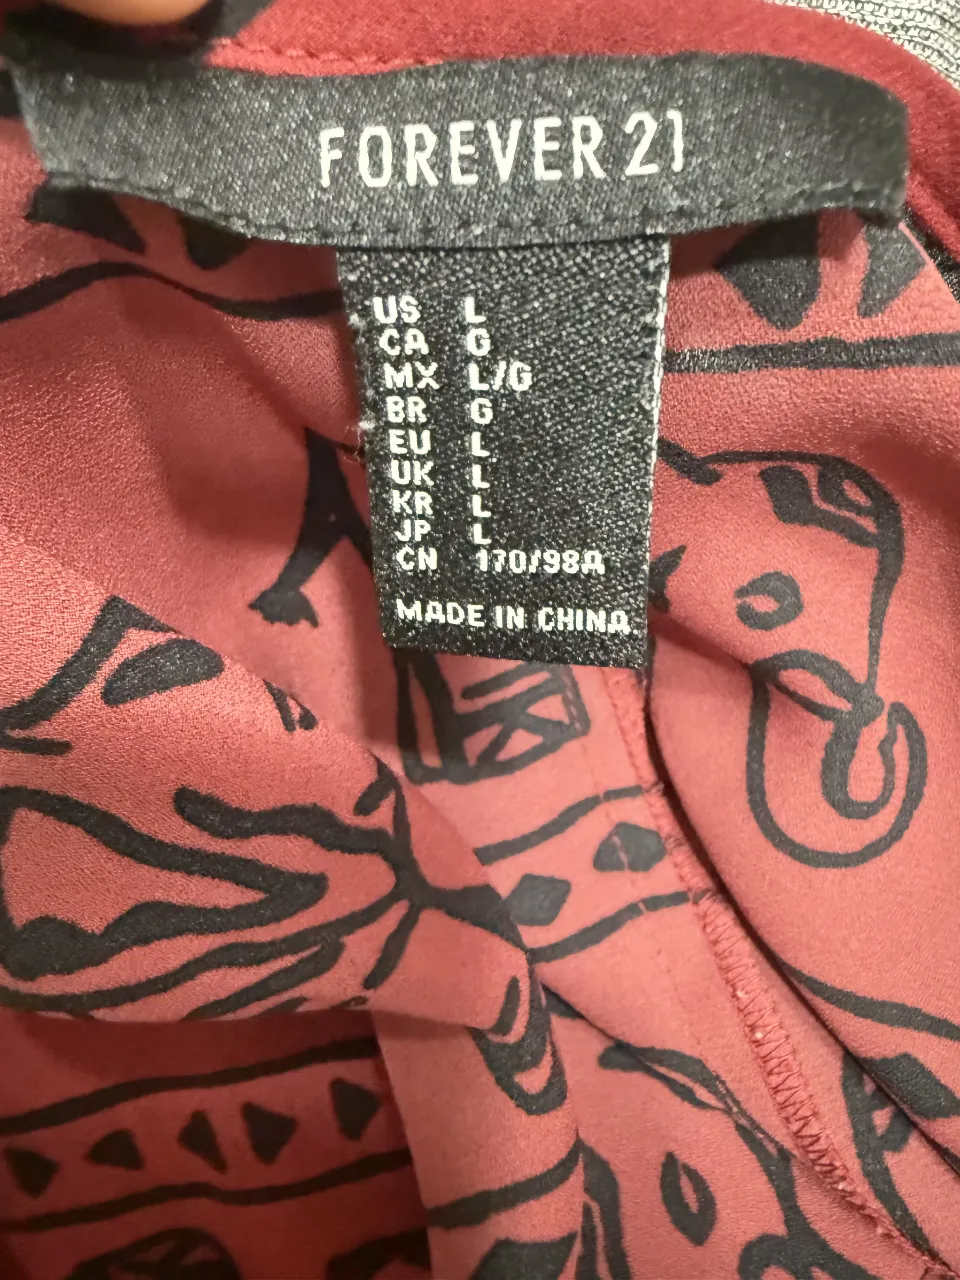 FOREVER 21
US L
CA G
MX L/G
BR G
EU L
UK L
KR L
JP L
CN 170/98A
MADE IN CHINA